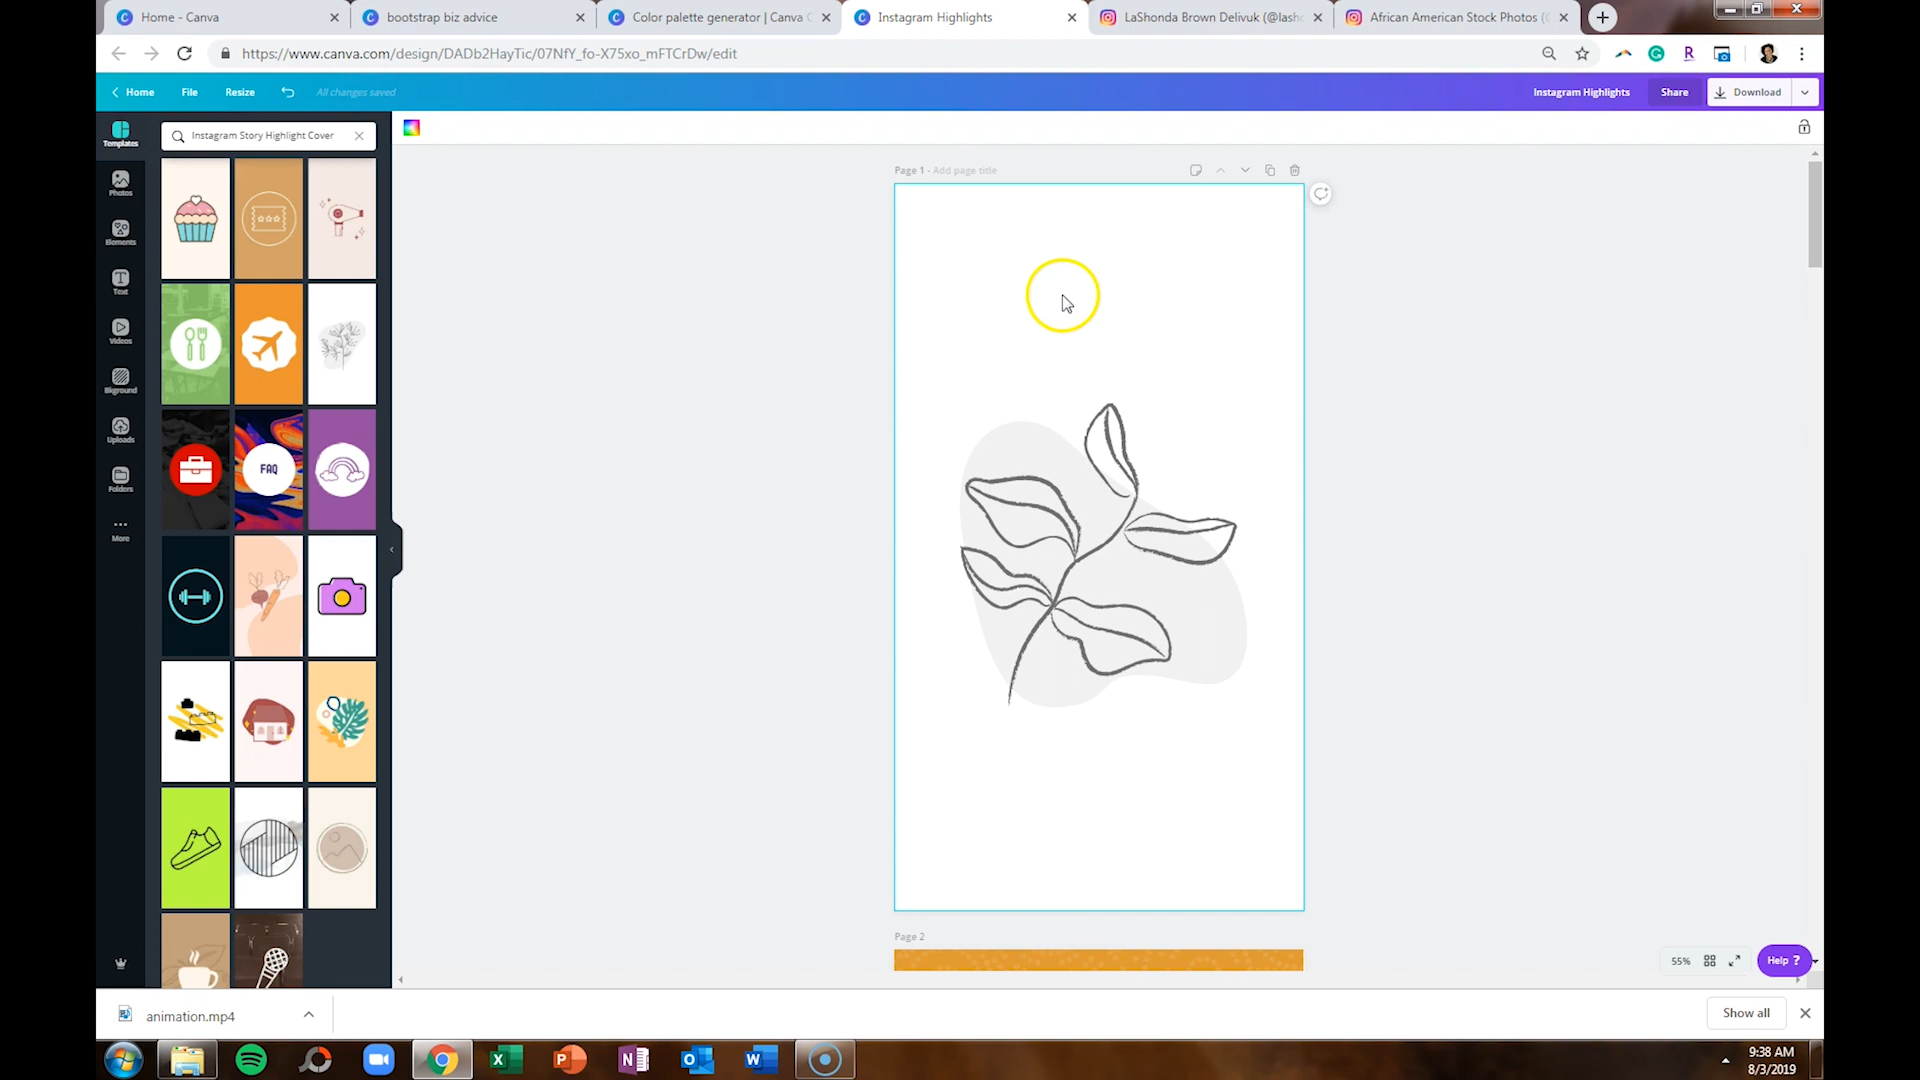 Home - Canva
bootstrap biz advice
Color palette generator | Canva
Instagram Highlights
LaShonda Brown Delivuk (@lash
African American Stock Photos (
https://www.canva.com/design/DADb2HayTic/07NfY_fo-X75xo_mFTCrDw/edit
Home
File
Resize
All changes saved
Instagram Highlights
Share
Download
Templates
Photos
Elements
Text
Videos
Bkground
Uploads
Folders
More
Instagram Story Highlight Cover
FAQ
Page 1 - Add page title
Page 2
55%
Help ?
animation.mp4
Show all
9:38 AM
8/3/2019